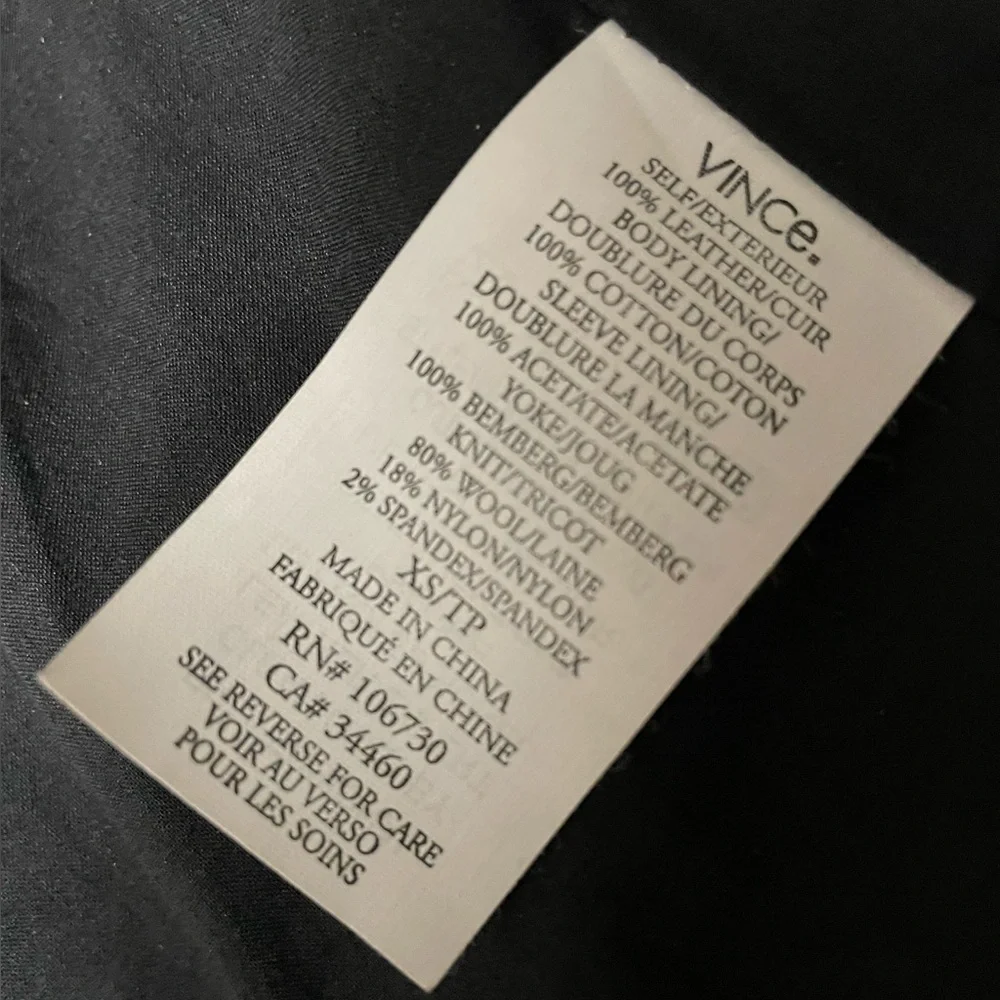 VINCe.
SELF/EXTERIEUR
100% LEATHER/CUIR
BODY LINING/
DOUBLURE DU CORPS
100% COTTON/COTON
SLEEVE LINING/
DOUBLURE LA MANCHE
100% ACETATE/ACETATE
YOKE/JOUG
100% BEMBERG/BEMBERG
KNIT/TRICOT
80% WOOL/LAINE
18% NYLON/NYLON
2% SPANDEX/SPANDEX
XS/TP
MADE IN CHINA
FABRIQUÉ EN CHINE
RN# 106730
CA# 34460
SEE REVERSE FOR CARE
VOIR AU VERSO
POUR LES SOINS